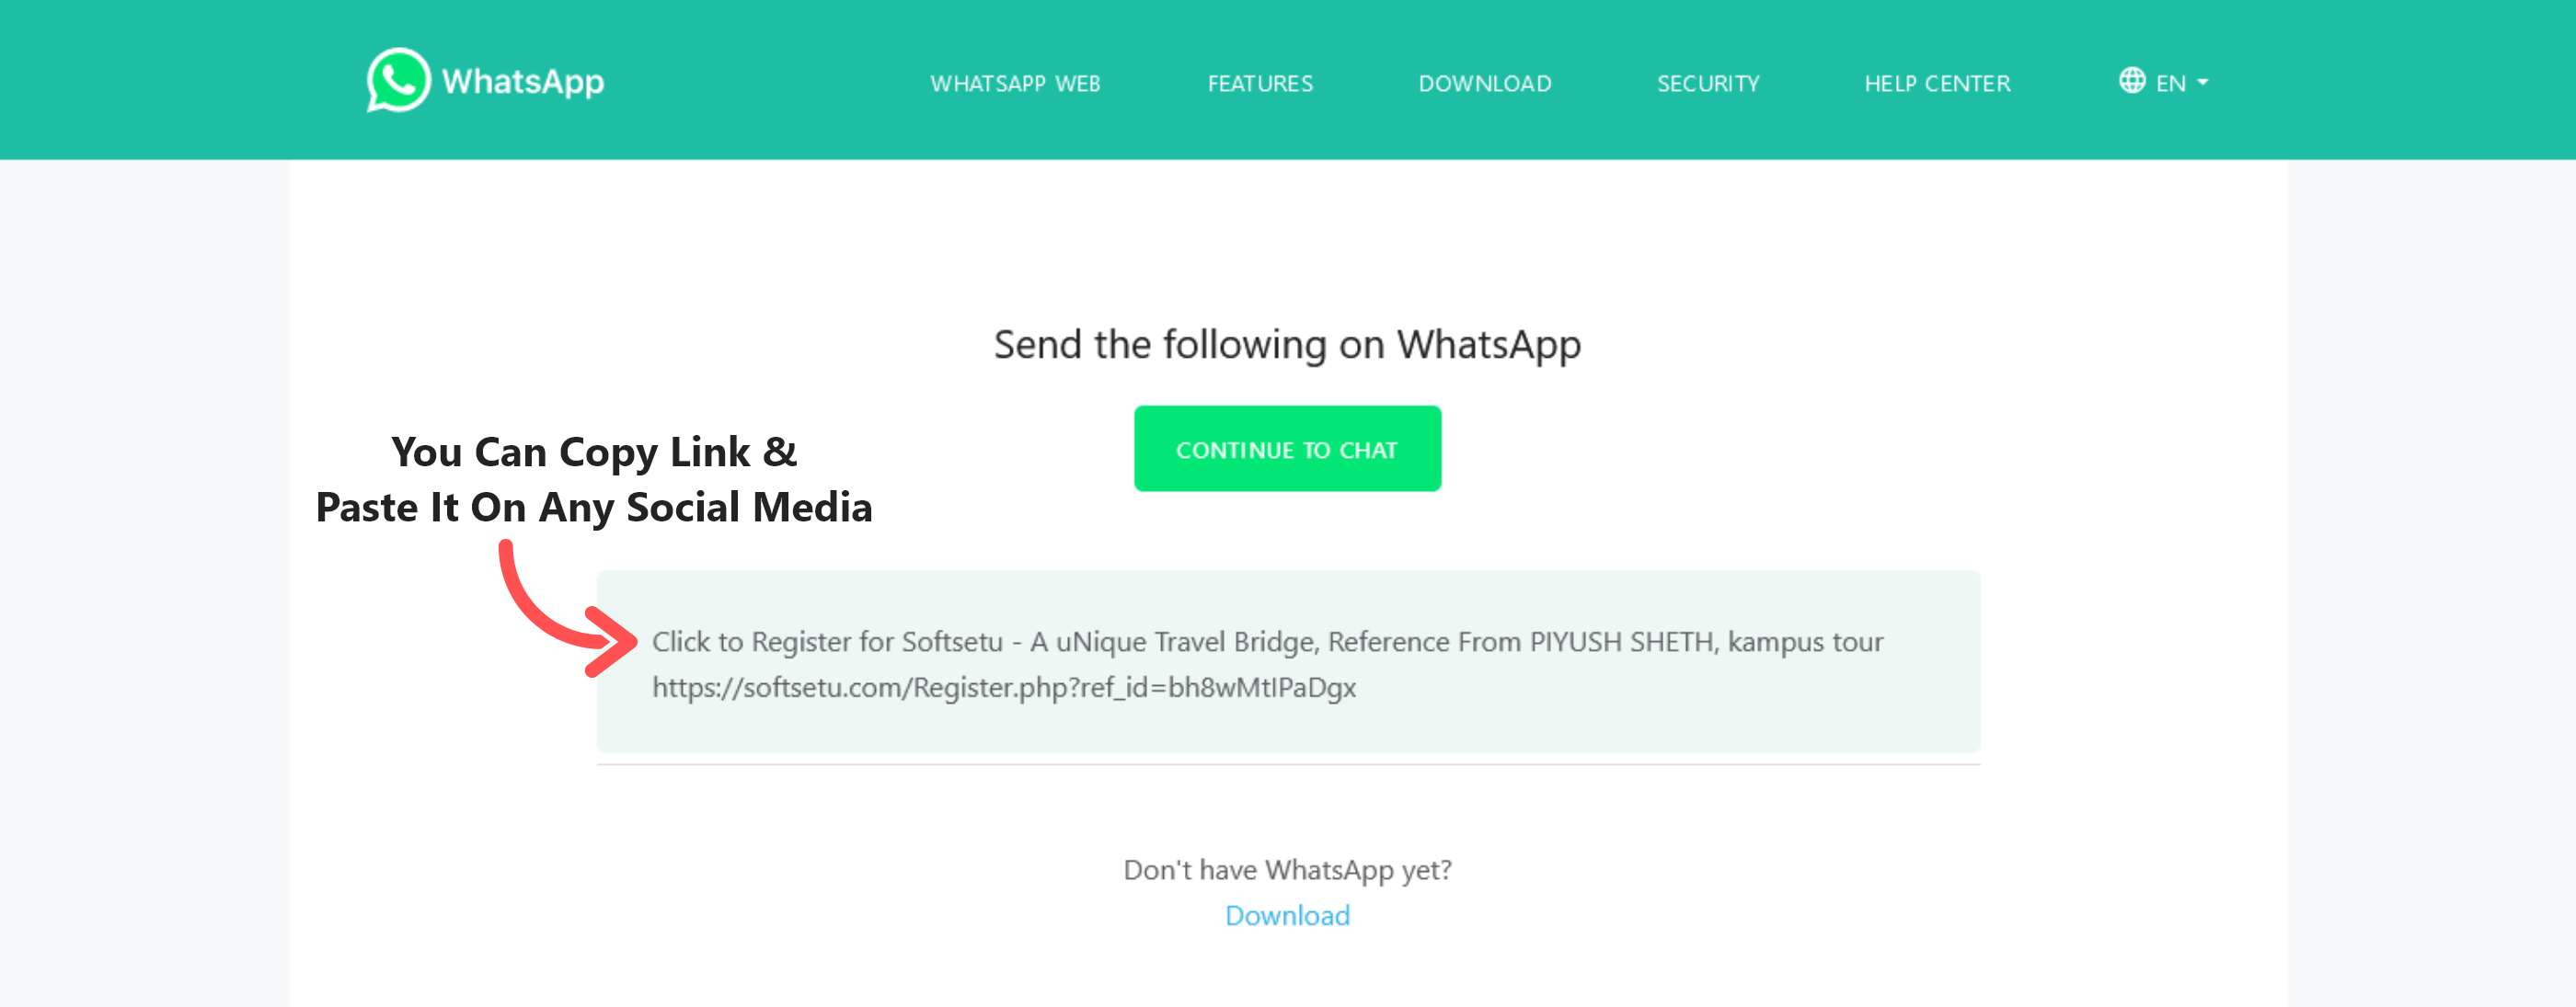 WhatsApp
WHATSAPP WEB
FEATURES
DOWNLOAD
SECURITY
HELP CENTER
EN
Send the following on WhatsApp
CONTINUE TO CHAT
You Can Copy Link &
Paste It On Any Social Media
Click to Register for Softsetu - A uNique Travel Bridge, Reference From PIYUSH SHETH, kampus tour
https://softsetu.com/Register.php?ref_id=bh8wMtIPaDgx
Don't have WhatsApp yet?
Download